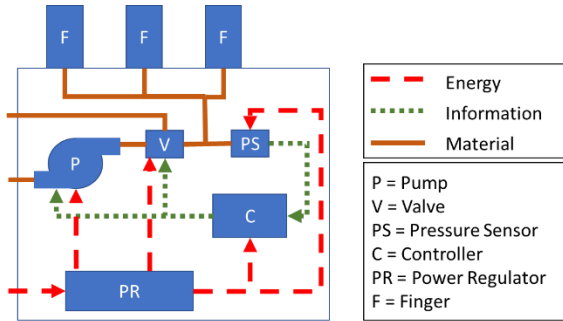 F F F
Energy
Information
Material
P V PS
C
PR
P = Pump
V = Valve
PS = Pressure Sensor
C = Controller
PR = Power Regulator
F = Finger